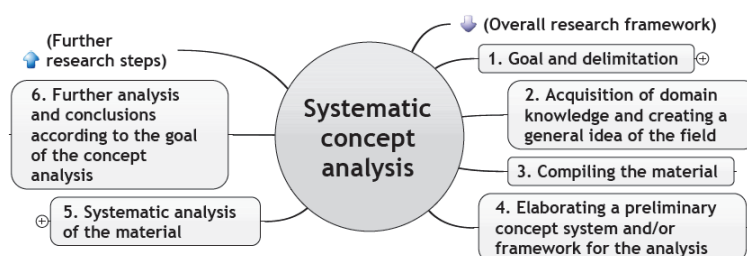 (Overall research framework)
1. Goal and delimitation
2. Acquisition of domain
knowledge and creating a
general idea of the field
3. Compiling the material
4. Elaborating a preliminary
concept system and/or
framework for the analysis
Systematic
concept
analysis
5. Systematic analysis
of the material
6. Further analysis
and conclusions
according to the goal
of the concept
analysis
(Further
research steps)